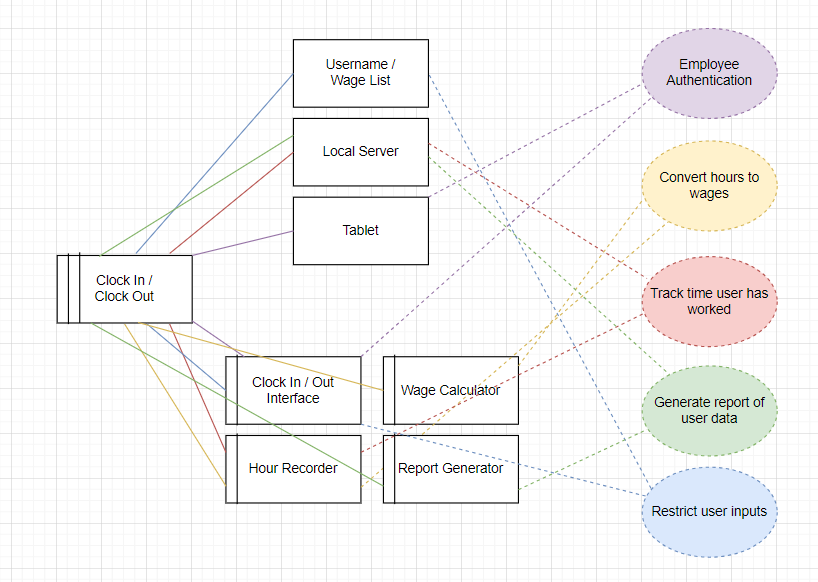 Username /
Wage List
Local Server
Tablet
Clock In /
Clock Out
Clock In / Out
Interface
Wage Calculator
Hour Recorder
Report Generator
Employee
Authentication
Convert hours to
wages
Track time user has
worked
Generate report of
user data
Restrict user inputs